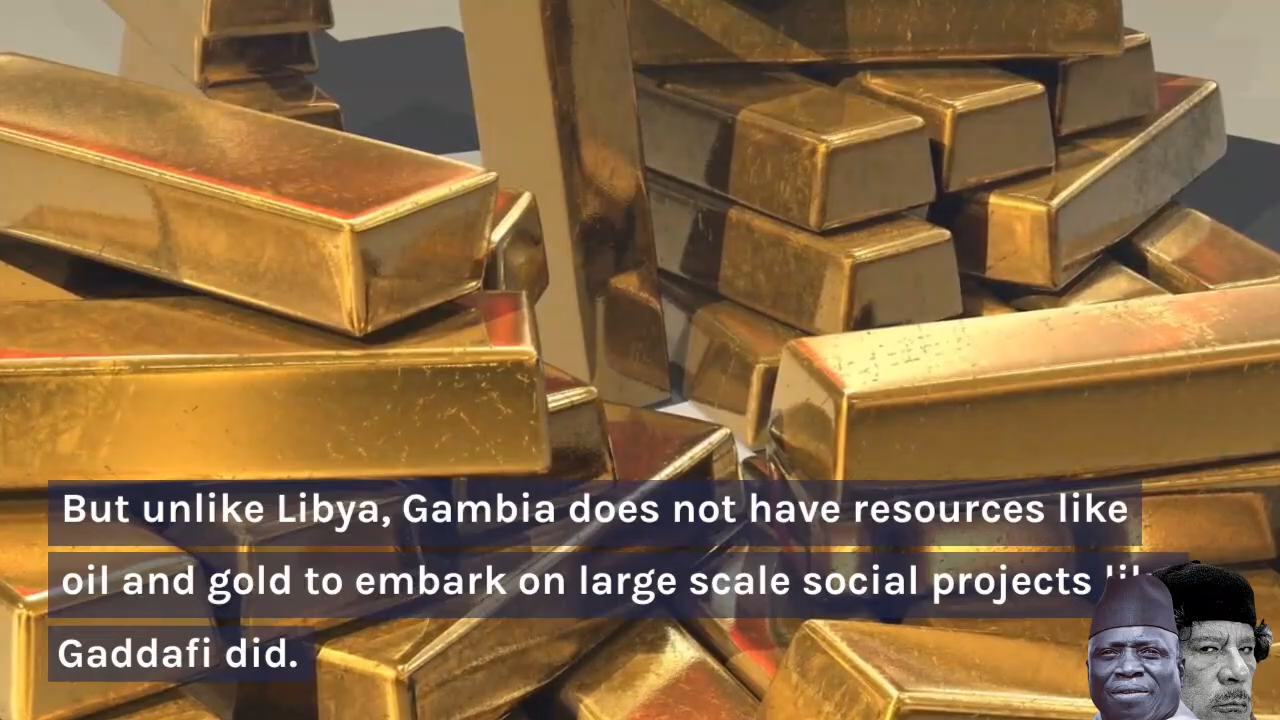 But unlike Libya, Gambia does not have resources like
oil and gold to embark on large scale social projects
Gaddafi did.